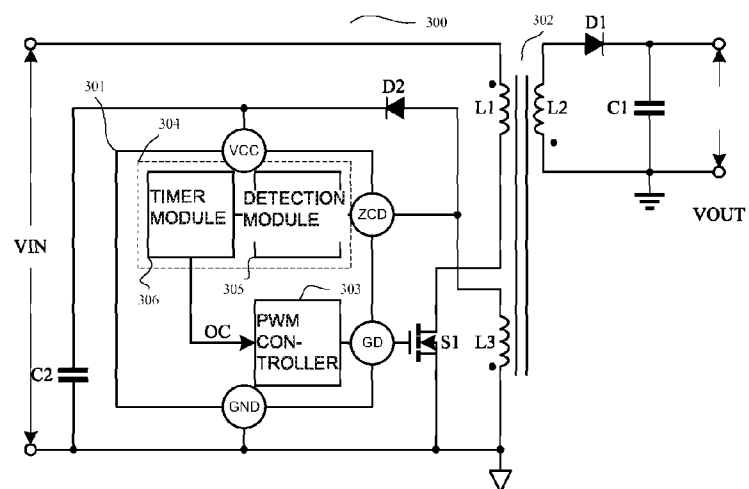 300
302
D1
301
304
D2
L1
L2
C1
VCC
TIMER
MODULE
DETECTION
MODULE
ZCD
VIN
VOUT
306
305
303
OC
PWM
CON-
TROLLER
GD
S1
L3
C2
GND